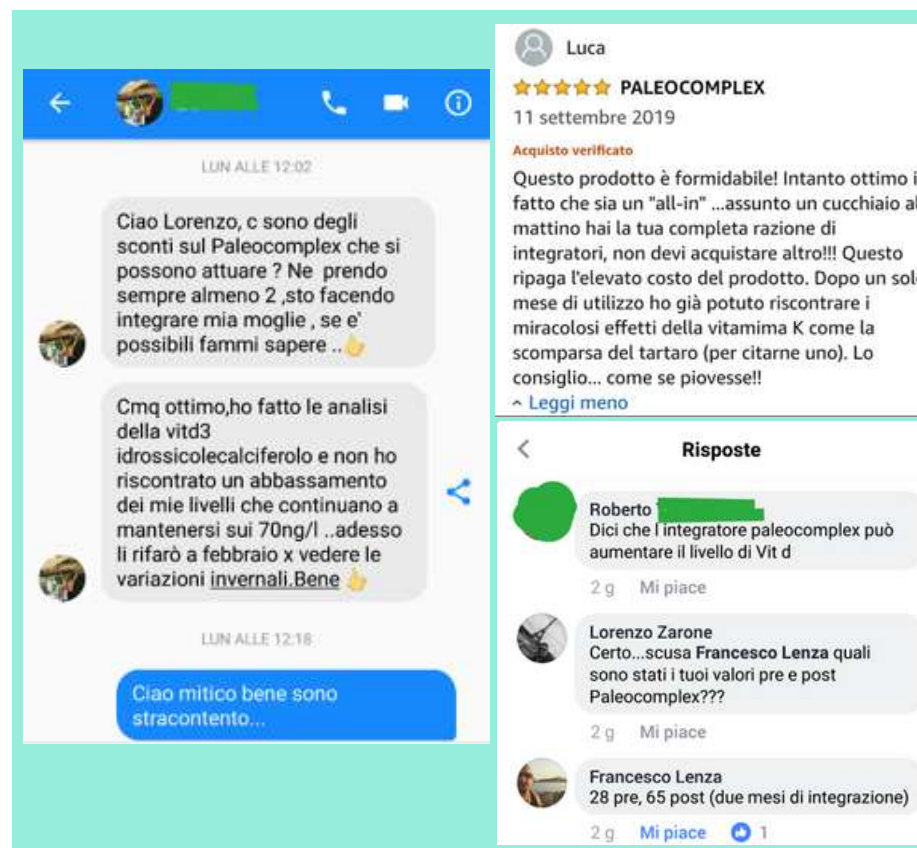 LUN ALLE 12:02
Ciao Lorenzo, c sono degli
sconti sul Paleocomplex che si
possono attuare ? Ne prendo
sempre almeno 2 ,sto facendo
integrare mia moglie , se e'
possibili fammi sapere ..👍
Cmq ottimo,ho fatto le analisi
della vitd3
idrossicolecalciferolo e non ho
riscontrato un abbassamento
dei mie livelli che continuano a
mantenersi sui 70ng/l ..adesso
li rifarò a febbraio x vedere le
variazioni invernali.Bene 👍
LUN ALLE 12:18
Ciao mitico bene sono
stracontento...
Luca
PALEOCOMPLEX
11 settembre 2019
Acquisto verificato
Questo prodotto è formidabile! Intanto ottimo i
fatto che sia un "all-in" ...assunto un cucchiaio al
mattino hai la tua completa razione di
integratori, non devi acquistare altro!!! Questo
ripaga l'elevato costo del prodotto. Dopo un solo
mese di utilizzo ho già potuto riscontrare i
miracolosi effetti della vitamima K come la
scomparsa del tartaro (per citarne uno). Lo
consiglio... come se piovesse!!
Leggi meno
Risposte
Roberto
Dici che l integratore paleocomplex può
aumentare il livello di Vit d
2 g Mi piace
Lorenzo Zarone
Certo...scusa Francesco Lenza quali
sono stati i tuoi valori pre e post
Paleocomplex???
2 g Mi piace
Francesco Lenza
28 pre, 65 post (due mesi di integrazione)
2 g Mi piace 1